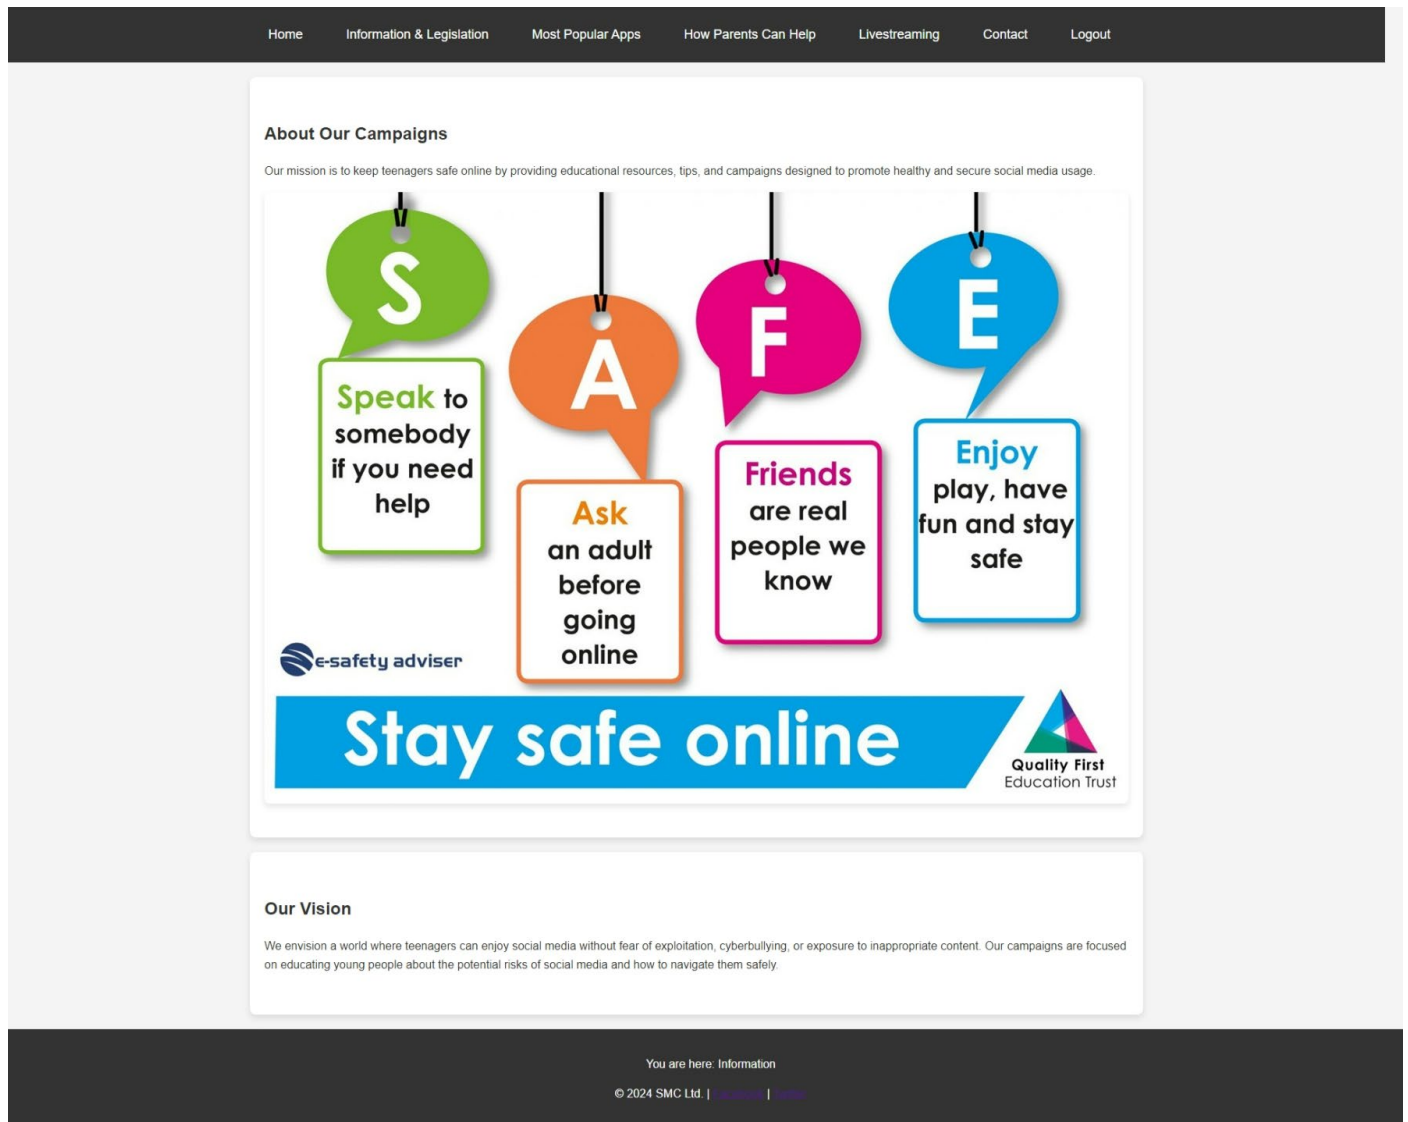 Home Information & Legislation Most Popular Apps How Parents Can Help Livestreaming Contact Logout
About Our Campaigns
Our mission is to keep teenagers safe online by providing educational resources, tips, and campaigns designed to promote healthy and secure social media usage.
S
A
F
E
Speak to
somebody
if you need
help
Ask
an adult
before
going
online
Friends
are real
people we
know
Enjoy
play, have
fun and stay
safe
e-safety adviser
Stay safe online
Quality First
Education Trust
Our Vision
We envision a world where teenagers can enjoy social media without fear of exploitation, cyberbullying, or exposure to inappropriate content. Our campaigns are focused
on educating young people about the potential risks of social media and how to navigate them safely.
You are here: Information
© 2024 SMC Ltd. | |